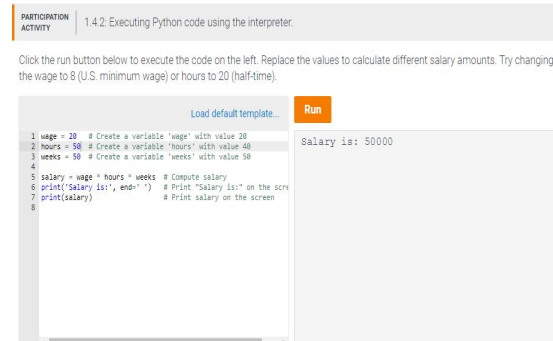 PARTICIPATION
ACTIVITY
1.4.2: Executing Python code using the interpreter.
Click the run button below to execute the code on the left. Replace the values to calculate different salary amounts. Try changing
the wage to 8 (U.S. minimum wage) or hours to 20 (half-time).
Load default template...
Run
1 wage = 20 # Create a variable 'wage' with value 20
2 hours = 50 # Create a variable 'hours' with value 40
3 weeks = 50 # Create a variable 'weeks' with value 50
4
5 salary = wage * hours * weeks # Compute salary
6 print('Salary is:', end=' ') # Print "Salary is:" on the scre
7 print(salary) # Print salary on the screen
8
Salary is: 50000